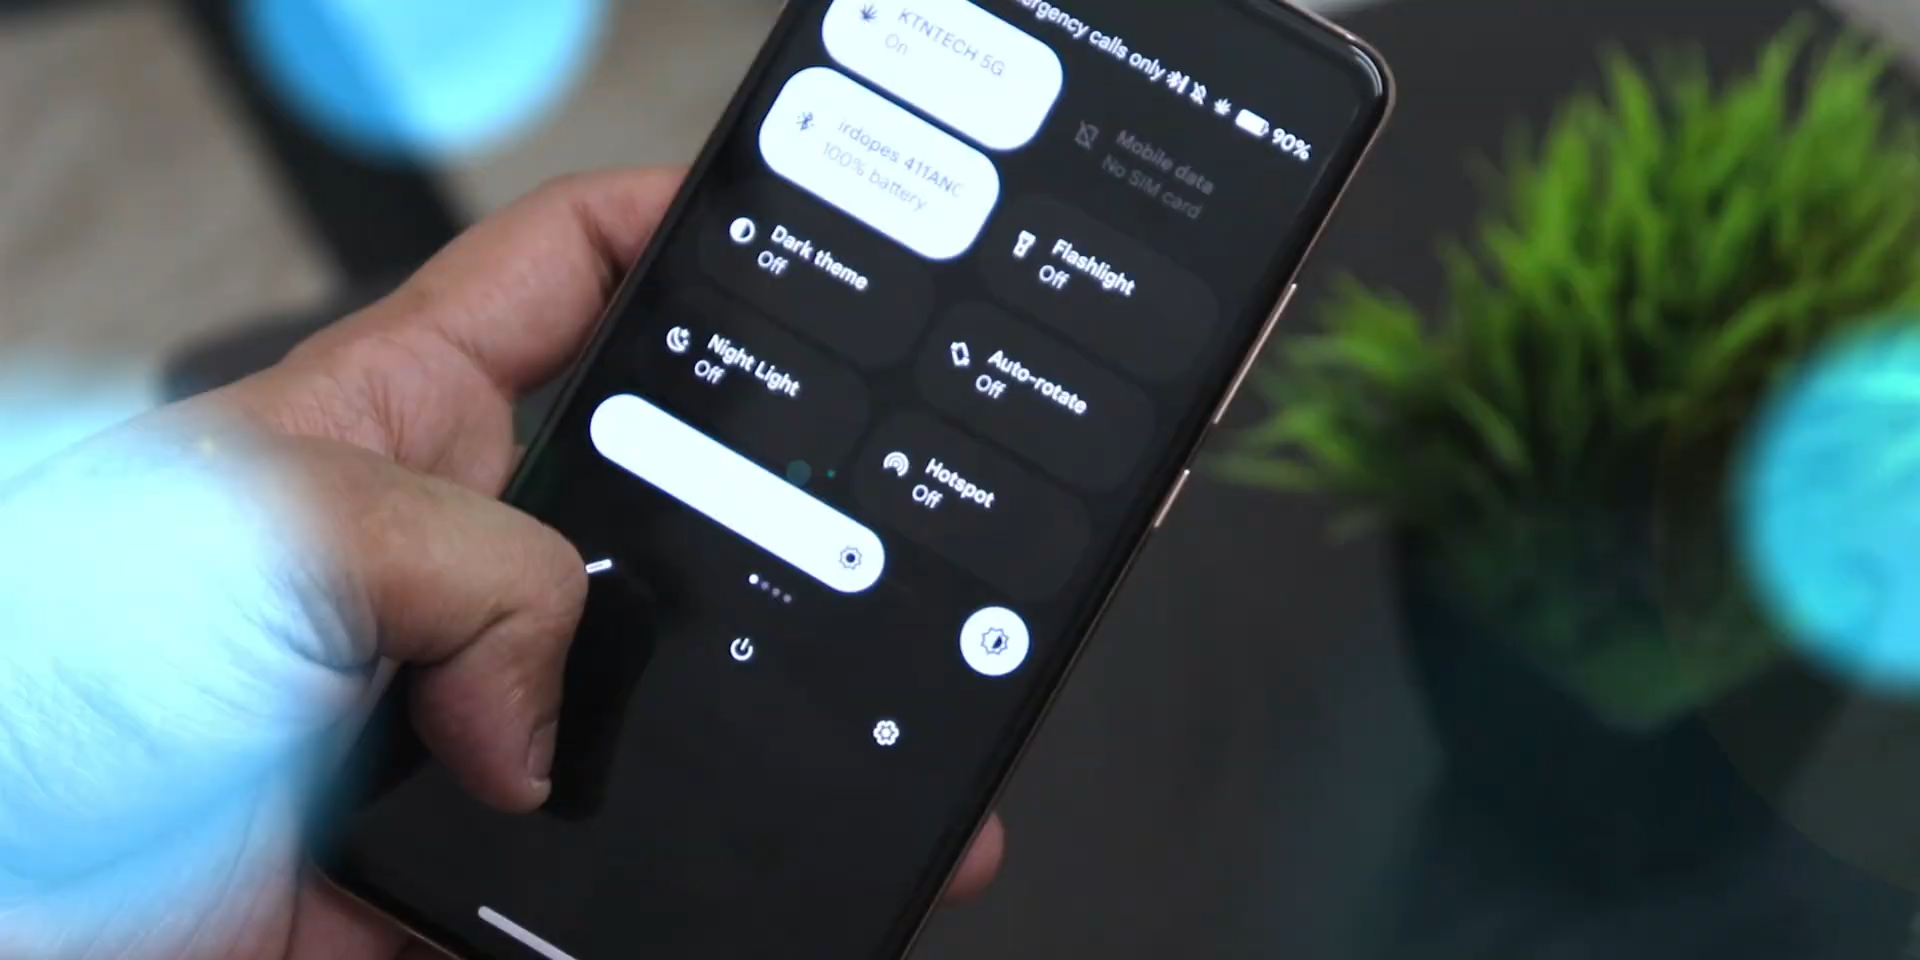 calls only
90%
KTNTECH 5G
On
Mobile data
No SIM card
irdopes 411ANC
100% battery
Dark theme
Off
Flashlight
Off
Night Light
Off
Auto-rotate
Off
Hotspot
Off